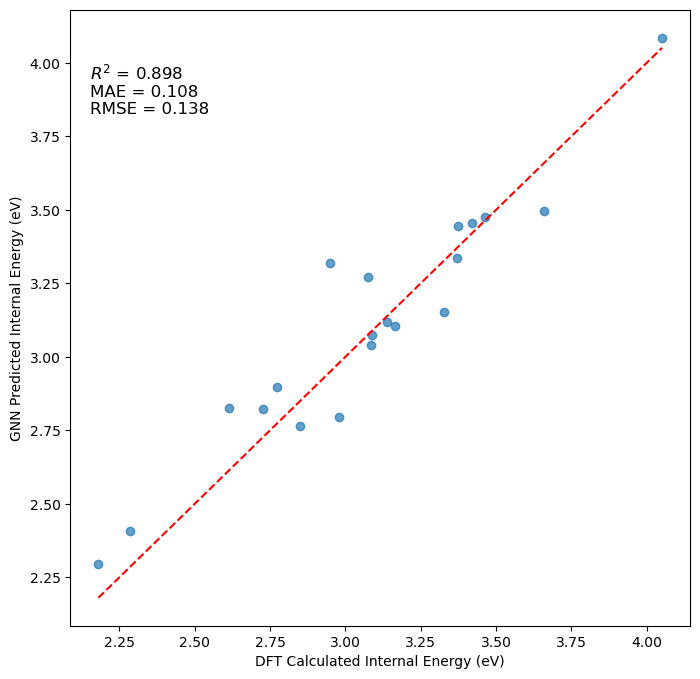 R² = 0.898
MAE = 0.108
RMSE = 0.138
GNN Predicted Internal Energy (eV)
4.00
3.75
3.50
3.25
3.00
2.75
2.50
2.25
2.25 2.50 2.75 3.00 3.25 3.50 3.75 4.00
DFT Calculated Internal Energy (eV)